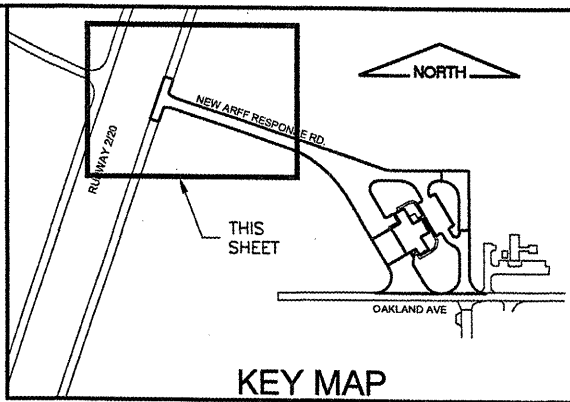 NORTH
NEW ARFF RESPONSE RD.
RUNWAY 2/20
THIS
SHEET
OAKLAND AVE
KEY MAP